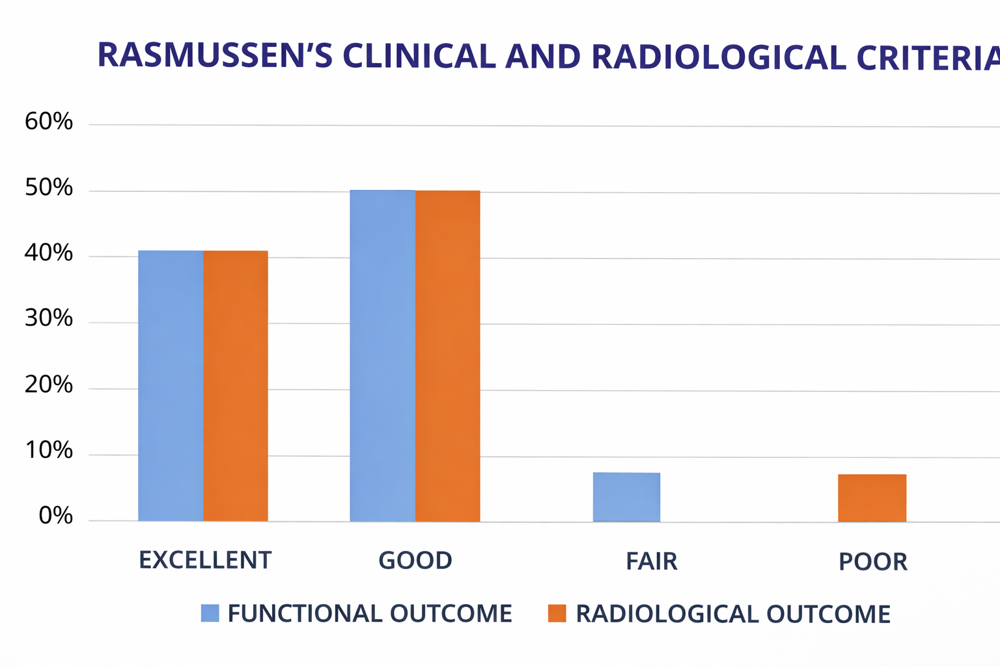 RASMUSSEN’S CLINICAL AND RADIOLOGICAL CRITERIA
60%
50%
40%
30%
20%
10%
0%
EXCELLENT GOOD FAIR POOR
FUNCTIONAL OUTCOME RADIOLOGICAL OUTCOME